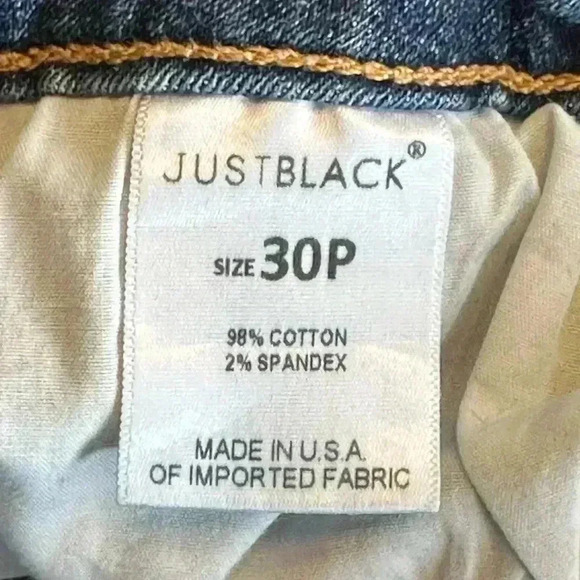 JUSTBLACK®
SIZE 30P
98% COTTON
2% SPANDEX
MADE IN U.S.A.
OF IMPORTED FABRIC